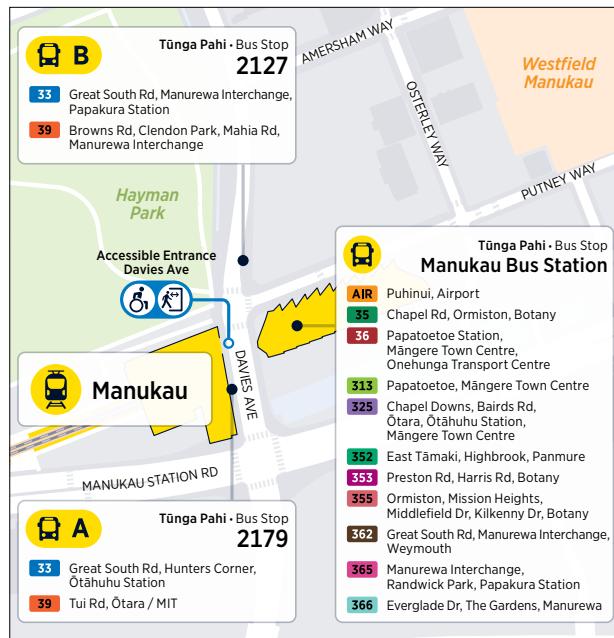 B
Tūnga Pahi • Bus Stop
2127
33 Great South Rd, Manurewa Interchange,
Papakura Station
39 Browns Rd, Clendon Park, Mahia Rd,
Manurewa Interchange
AMERSHAM WAY
OSTERLEY WAY
Westfield
Manukau
PUTNEY WAY
Hayman
Park
Accessible Entrance
Davies Ave
DAVIES AVE
Manukau
MANUKAU STATION RD
Tūnga Pahi • Bus Stop
Manukau Bus Station
AIR Puhinui, Airport
35 Chapel Rd, Ormiston, Botany
36 Papatoetoe Station,
Māngere Town Centre,
Onehunga Transport Centre
313 Papatoetoe, Māngere Town Centre
325 Chapel Downs, Bairds Rd,
Ōtara, Ōtāhuhu Station,
Māngere Town Centre
352 East Tāmaki, Highbrook, Panmure
353 Preston Rd, Harris Rd, Botany
355 Ormiston, Mission Heights,
Middlefield Dr, Kilkenny Dr, Botany
362 Great South Rd, Manurewa Interchange,
Weymouth
365 Manurewa Interchange,
Randwick Park, Papakura Station
366 Everglade Dr, The Gardens, Manurewa
A
Tūnga Pahi • Bus Stop
2179
33 Great South Rd, Hunters Corner,
Ōtāhuhu Station
39 Tui Rd, Ōtara / MIT